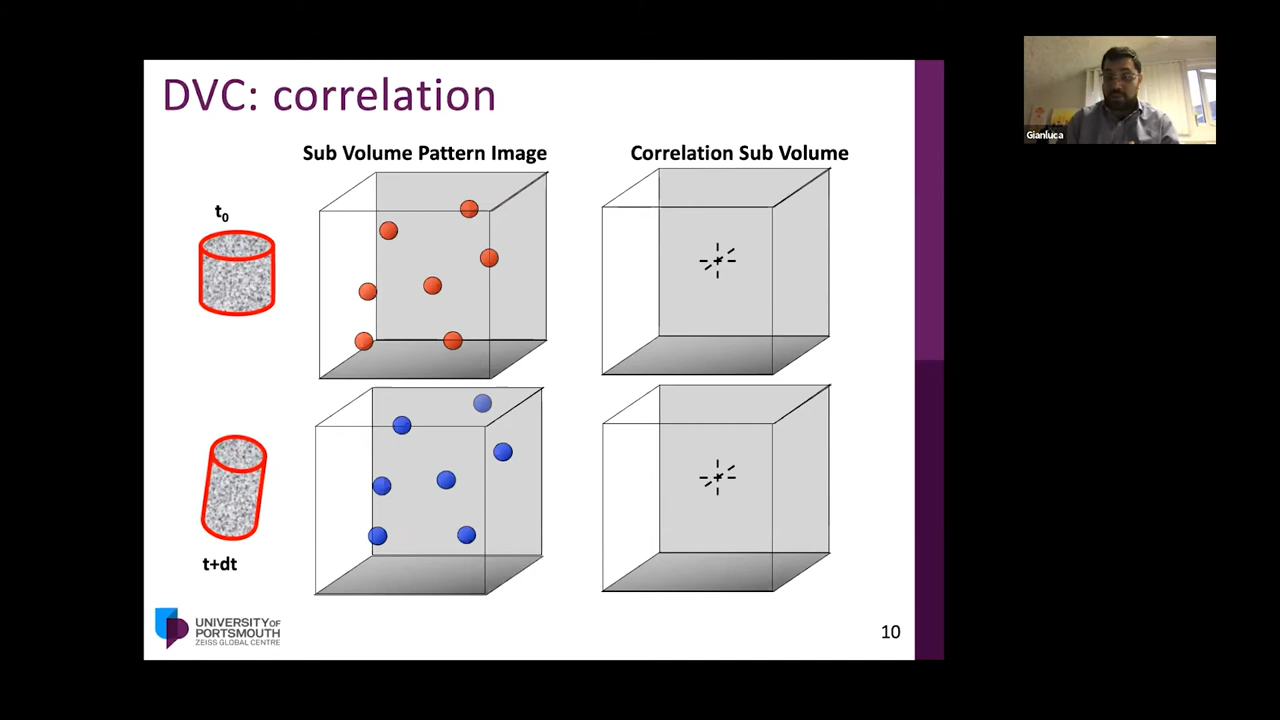 DVC: correlation
Sub Volume Pattern Image
Correlation Sub Volume
t₀
t+dt
UNIVERSITY OF
PORTSMOUTH
ZEISS GLOBAL CENTRE
10
Gianluca